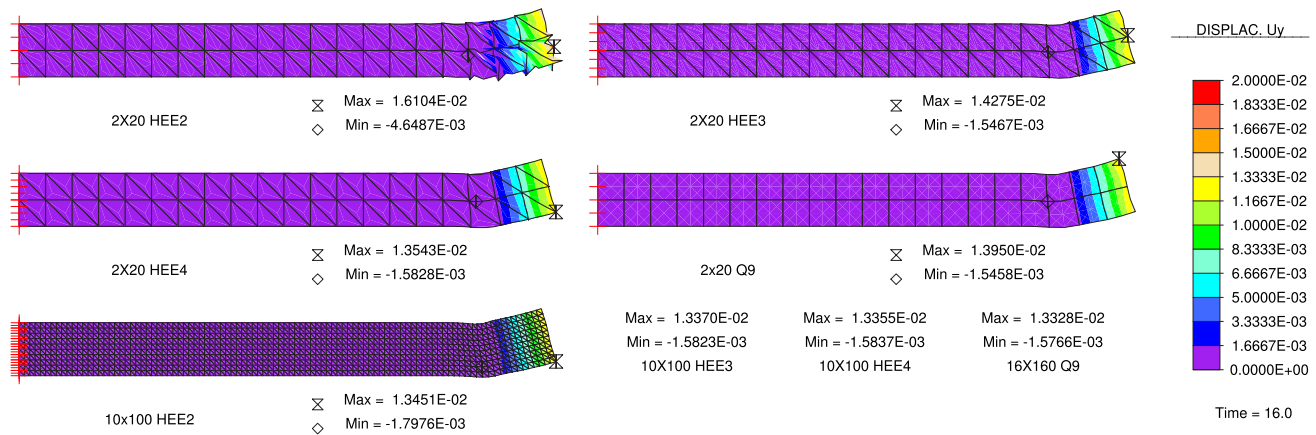 DISPLAC. Uy
Max = 1.6104E-02
Min = -4.6487E-03
2X20 HEE2
Max = 1.4275E-02
Min = -1.5467E-03
2X20 HEE3
Max = 1.3543E-02
Min = -1.5828E-03
2X20 HEE4
Max = 1.3950E-02
Min = -1.5458E-03
2x20 Q9
Max = 1.3451E-02
Min = -1.7976E-03
10x100 HEE2
Max = 1.3370E-02
Min = -1.5823E-03
10X100 HEE3
Max = 1.3355E-02
Min = -1.5837E-03
10X100 HEE4
Max = 1.3328E-02
Min = -1.5766E-03
16X160 Q9
2.0000E-02
1.8333E-02
1.6667E-02
1.5000E-02
1.3333E-02
1.1667E-02
1.0000E-02
8.3333E-03
6.6667E-03
5.0000E-03
3.3333E-03
1.6667E-03
0.0000E+00
Time = 16.0